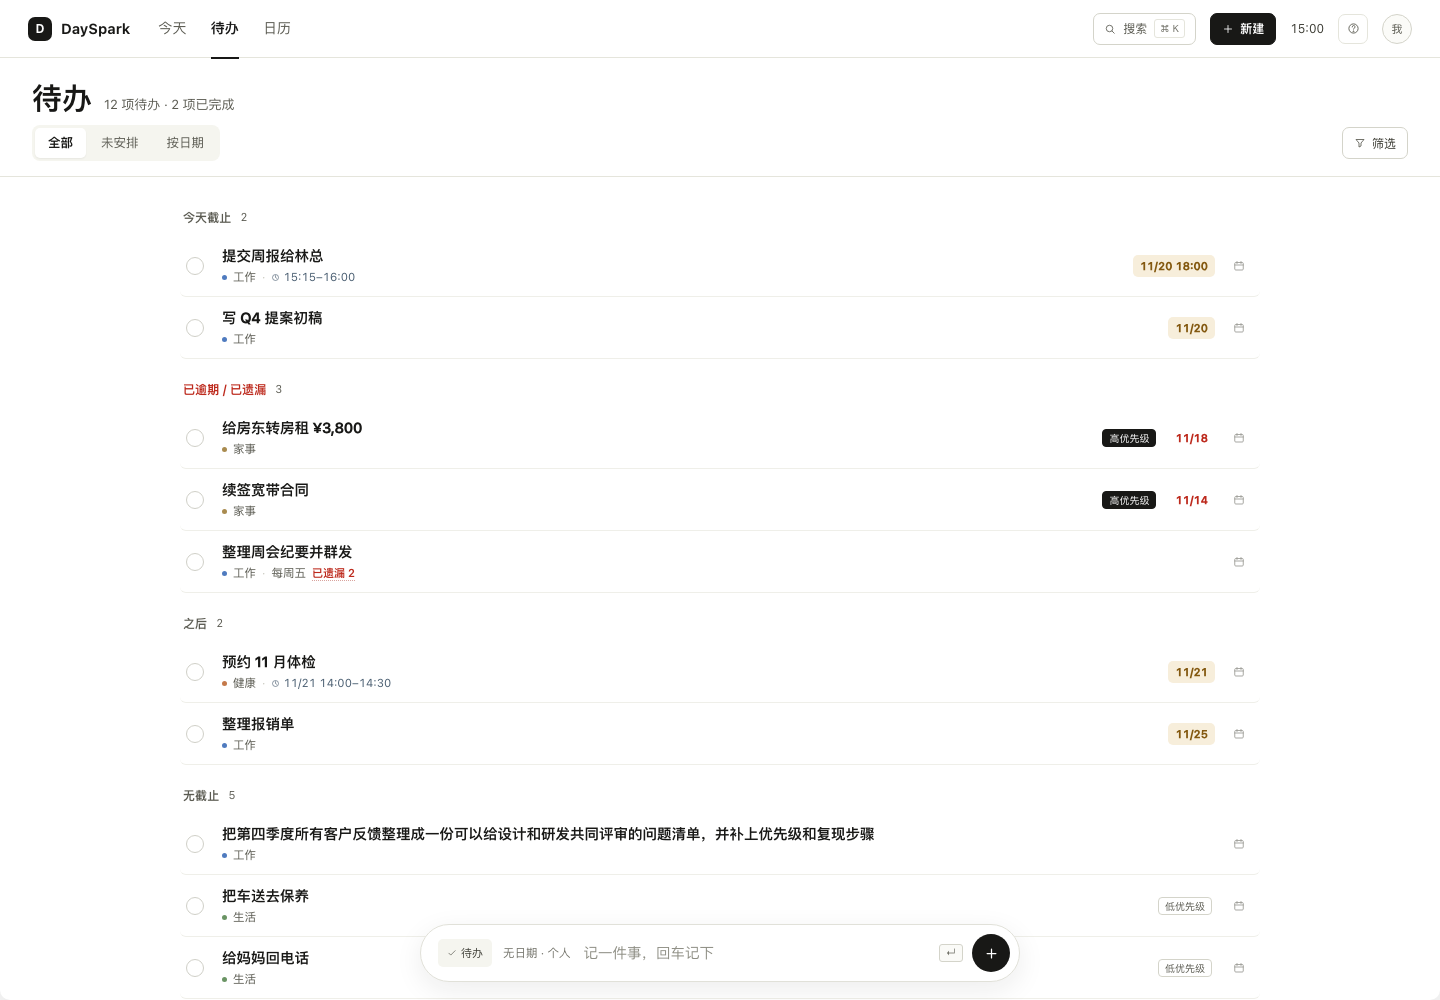 D DaySpark 今天 待办 日历 搜索 ⌘ K + 新建 15:00 我
待办 12 项待办 · 2 项已完成
全部 未安排 按日期 筛选
今天截止 2
提交周报给林总
工作 · 15:15–16:00 11/20 18:00
写 Q4 提案初稿
工作 11/20
已逾期 / 已遗漏 3
给房东转房租 ¥3,800
家事 高优先级 11/18
续签宽带合同
家事 高优先级 11/14
整理周会纪要并群发
工作 · 每周五 已遗漏 2
之后 2
预约 11 月体检
健康 · 11/21 14:00–14:30 11/21
整理报销单
工作 11/25
无截止 5
把第四季度所有客户反馈整理成一份可以给设计和研发共同评审的问题清单，并补上优先级和复现步骤
工作
把车送去保养
生活 低优先级
给妈妈回电话
生活 低优先级
待办 无日期 · 个人 记一件事，回车记下